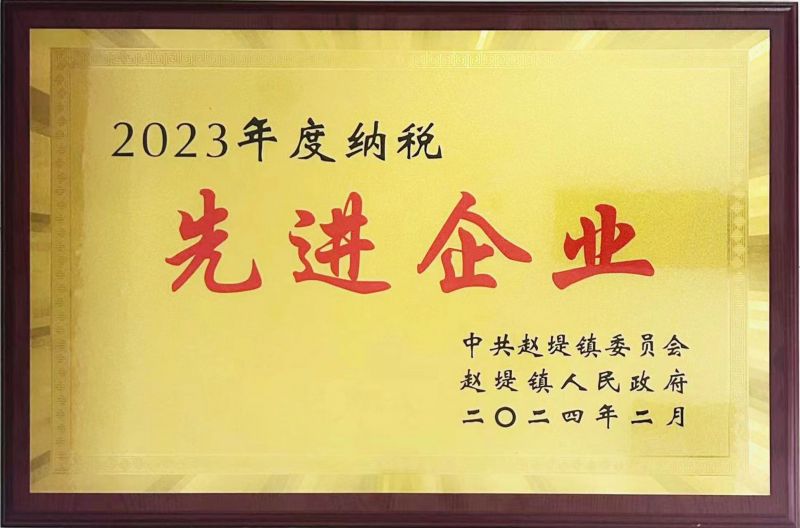 2023年度纳税
先进企业
中共赵堤镇委员会
赵堤镇人民政府
二〇二四年二月